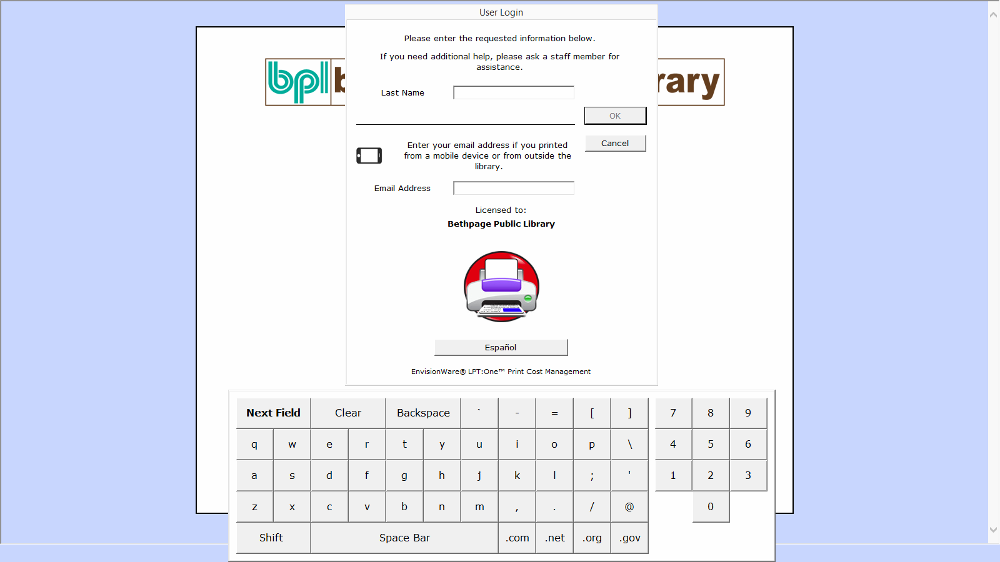 User Login
Please enter the requested information below.
If you need additional help, please ask a staff member for
assistance.
bpl
rary
Last Name
OK
Enter your email address if you printed
from a mobile device or from outside the
library.
Cancel
Email Address
Licensed to:
Bethpage Public Library
Español
EnvisionWare® LPT:One™ Print Cost Management
Next Field Clear Backspace ` - = [ ] 7 8 9
q w e r t y u i o p \ 4 5 6
a s d f g h j k l ; ' 1 2 3
z x c v b n m , . / @ 0
Shift Space Bar .com .net .org .gov